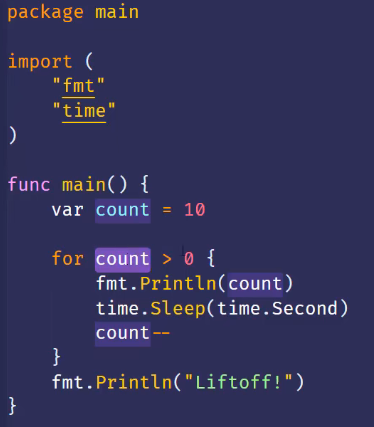 package main
import (
"fmt"
"time"
)
func main() {
var count = 10
for count > 0 {
fmt.Println(count)
time.Sleep(time.Second)
count--
}
fmt.Println("Liftoff!")
}